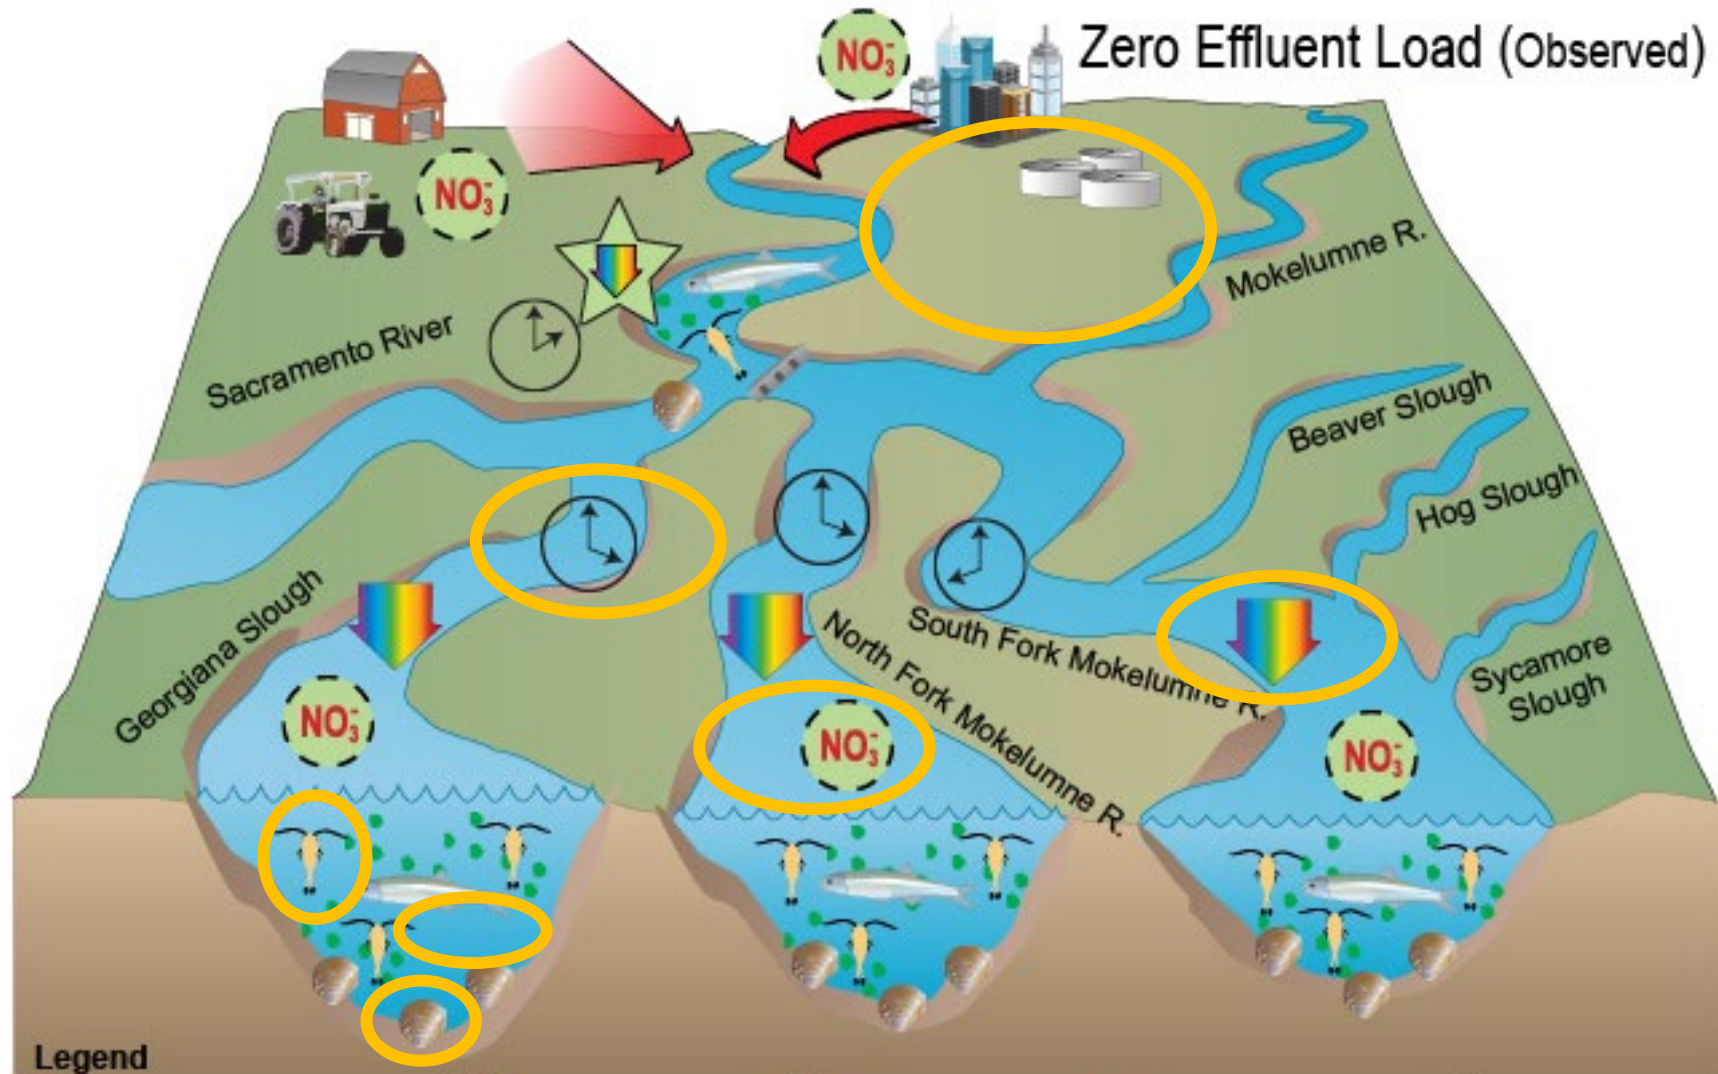 Zero Effluent Load (Observed)
NO₃⁻
NO₃⁻
Mokelumne R.
Sacramento River
Beaver Slough
Hog Slough
Georgiana Slough
South Fork Mokelumne R.
North Fork Mokelumne R.
Sycamore
Slough
NO₃⁻
NO₃⁻
NO₃⁻
Legend